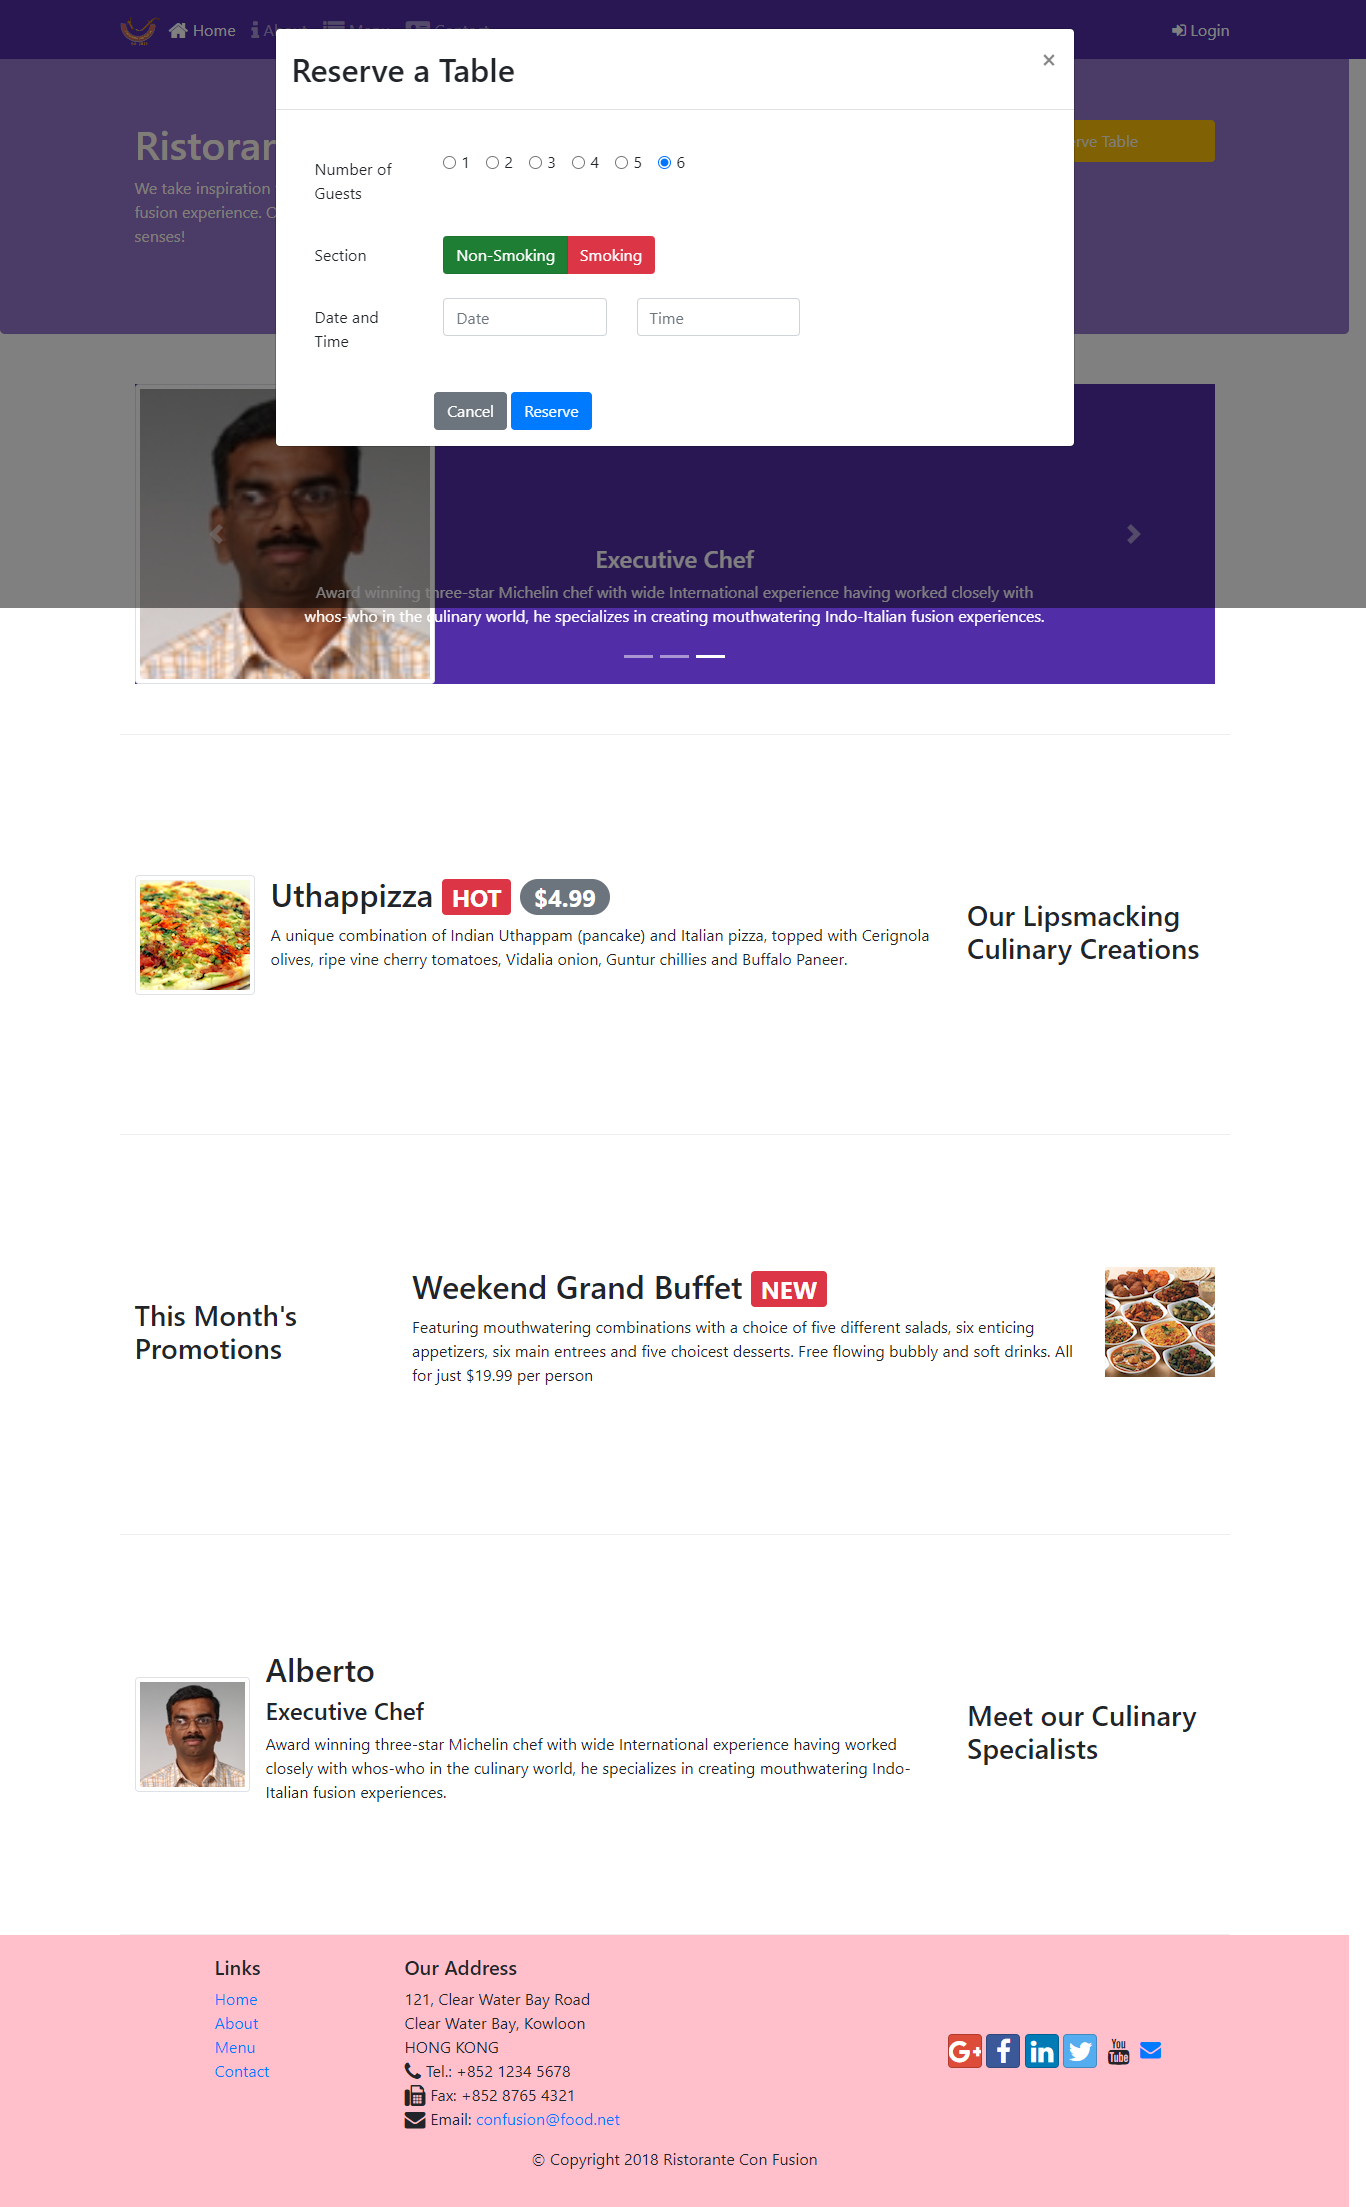 Home About Menu Contact Login
Reserve a Table ×
Ristoran
rve Table
We take inspiration
fusion experience.
senses!
Number of
Guests
1 2 3 4 5 6
Section
Non-Smoking Smoking
Date and
Time
Date Time
Cancel Reserve
Executive Chef
Award winning three-star Michelin chef with wide International experience having worked closely with
whos-who in the culinary world, he specializes in creating mouthwatering Indo-Italian fusion experiences.
Uthappizza HOT $4.99
A unique combination of Indian Uthappam (pancake) and Italian pizza, topped with Cerignola
olives, ripe vine cherry tomatoes, Vidalia onion, Guntur chillies and Buffalo Paneer.
Our Lipsmacking
Culinary Creations
This Month's
Promotions
Weekend Grand Buffet NEW
Featuring mouthwatering combinations with a choice of five different salads, six enticing
appetizers, six main entrees and five choicest desserts. Free flowing bubbly and soft drinks. All
for just $19.99 per person
Alberto
Executive Chef
Award winning three-star Michelin chef with wide International experience having worked
closely with whos-who in the culinary world, he specializes in creating mouthwatering Indo-
Italian fusion experiences.
Meet our Culinary
Specialists
Links
Home
About
Menu
Contact
Our Address
121, Clear Water Bay Road
Clear Water Bay, Kowloon
HONG KONG
Tel.: +852 1234 5678
Fax: +852 8765 4321
Email: confusion@food.net
G+ f in You Tube
© Copyright 2018 Ristorante Con Fusion